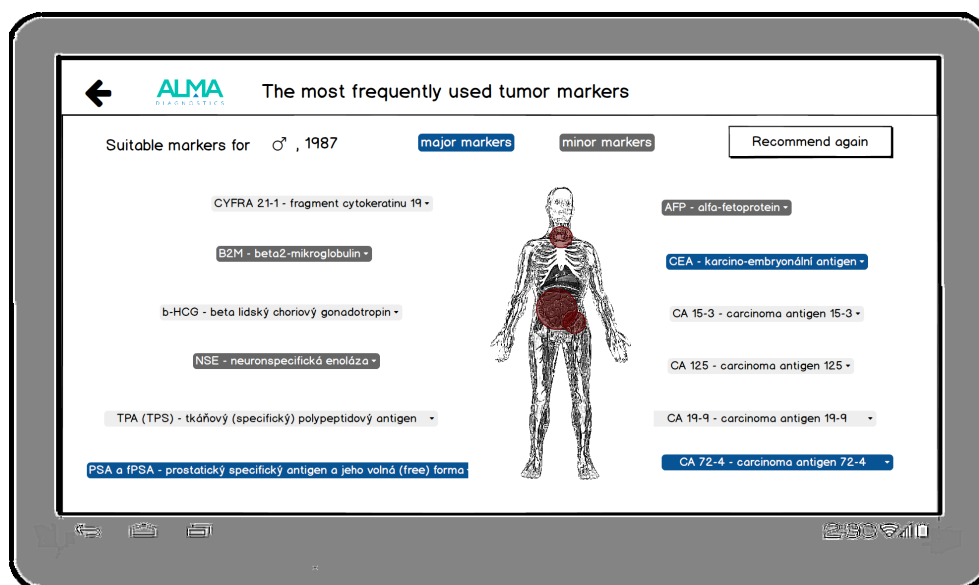 ALMA
DIAGNOSTICS
The most frequently used tumor markers
Suitable markers for ♂ , 1987
major markers
minor markers
Recommend again
CYFRA 21-1 - fragment cytokeratinu 19
B2M - beta2-mikroglobulin
b-HCG - beta lidský choriový gonadotropin
NSE - neuronspecifická enoláza
TPA (TPS) - tkáňový (specifický) polypeptidový antigen
PSA a fPSA - prostatický specifický antigen a jeho volná (free) forma
AFP - alfa-fetoprotein
CEA - karcino-embryonální antigen
CA 15-3 - carcinoma antigen 15-3
CA 125 - carcinoma antigen 125
CA 19-9 - carcinoma antigen 19-9
CA 72-4 - carcinoma antigen 72-4